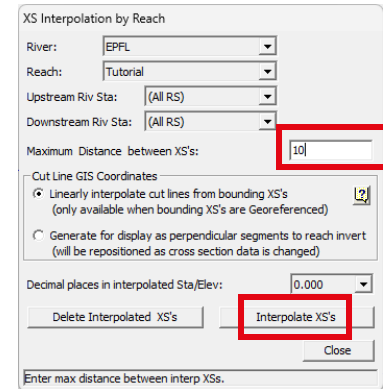 XS Interpolation by Reach
River: EPFL
Reach: Tutorial
Upstream Riv Sta: (All RS)
Downstream Riv Sta: (All RS)
Maximum Distance between XS's: 10
Cut Line GIS Coordinates
Linearly interpolate cut lines from bounding XS's
(only available when bounding XS's are Georeferenced)
?
Generate for display as perpendicular segments to reach invert
(will be repositioned as cross section data is changed)
Decimal places in interpolated Sta/Elev: 0.000
Delete Interpolated XS's Interpolate XS's
Close
Enter max distance between interp XSs.